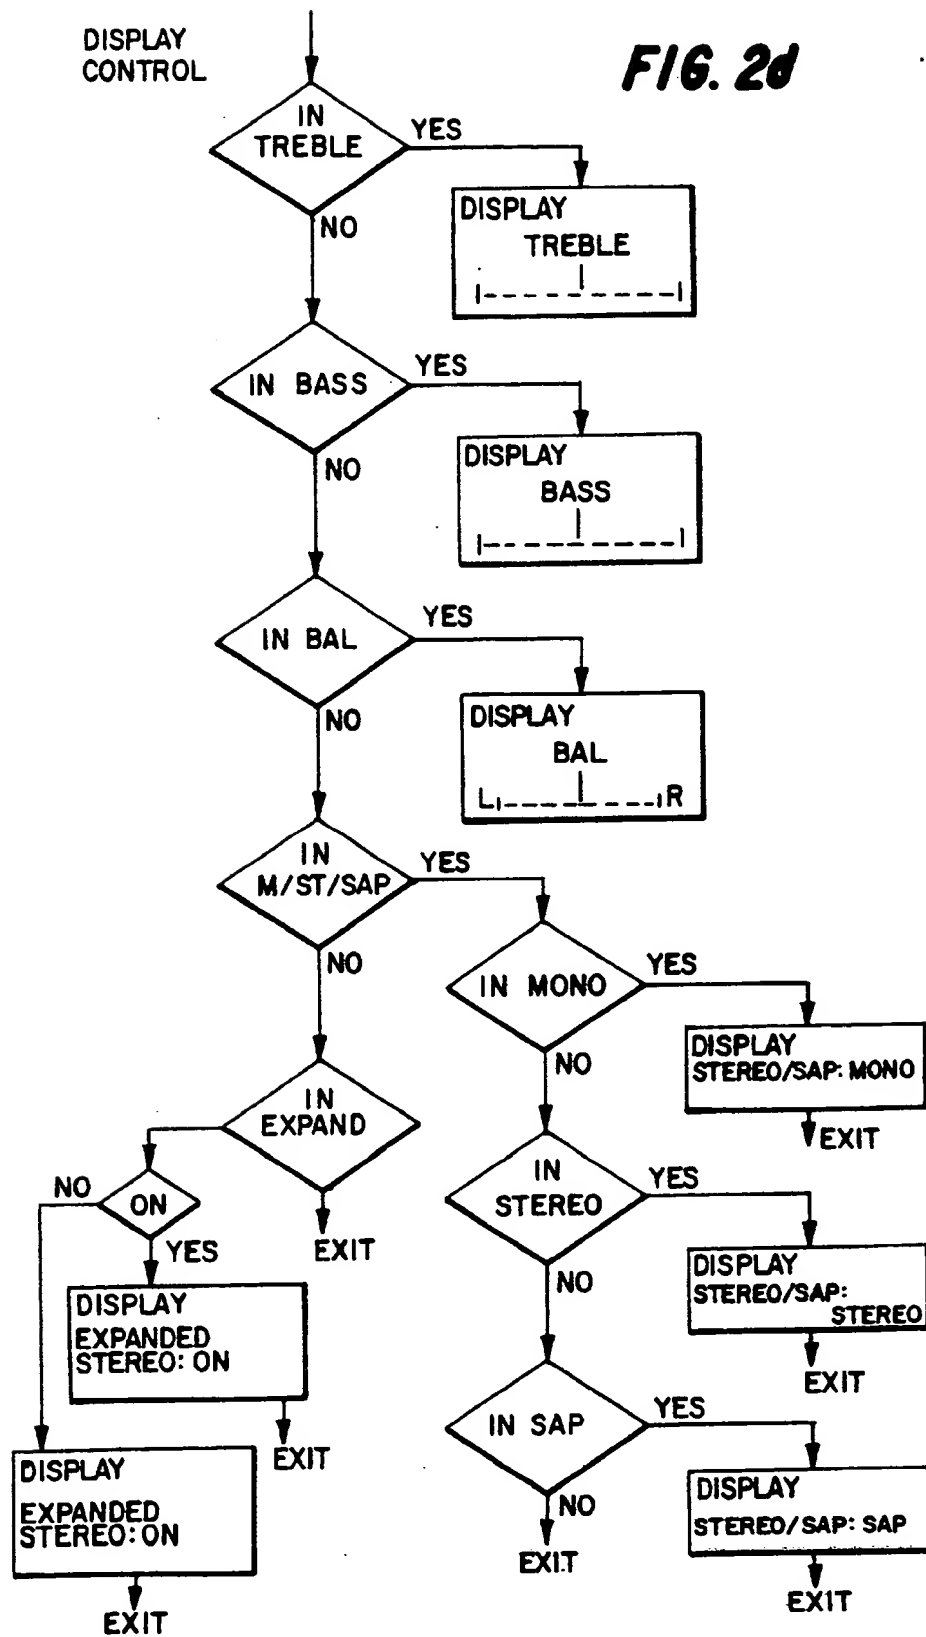 DISPLAY
CONTROL
FIG. 2d
IN
TREBLE
YES
NO
DISPLAY
TREBLE
IN BASS
YES
NO
DISPLAY
BASS
IN BAL
YES
NO
DISPLAY
BAL
L R
IN
M/ST/SAP
YES
NO
IN MONO
YES
NO
DISPLAY
STEREO/SAP: MONO
EXIT
IN
EXPAND
EXIT
NO
ON
YES
DISPLAY
EXPANDED
STEREO: ON
EXIT
DISPLAY
EXPANDED
STEREO: ON
EXIT
IN
STEREO
YES
NO
DISPLAY
STEREO/SAP:
STEREO
EXIT
IN SAP
YES
NO
EXIT
DISPLAY
STEREO/SAP: SAP
EXIT